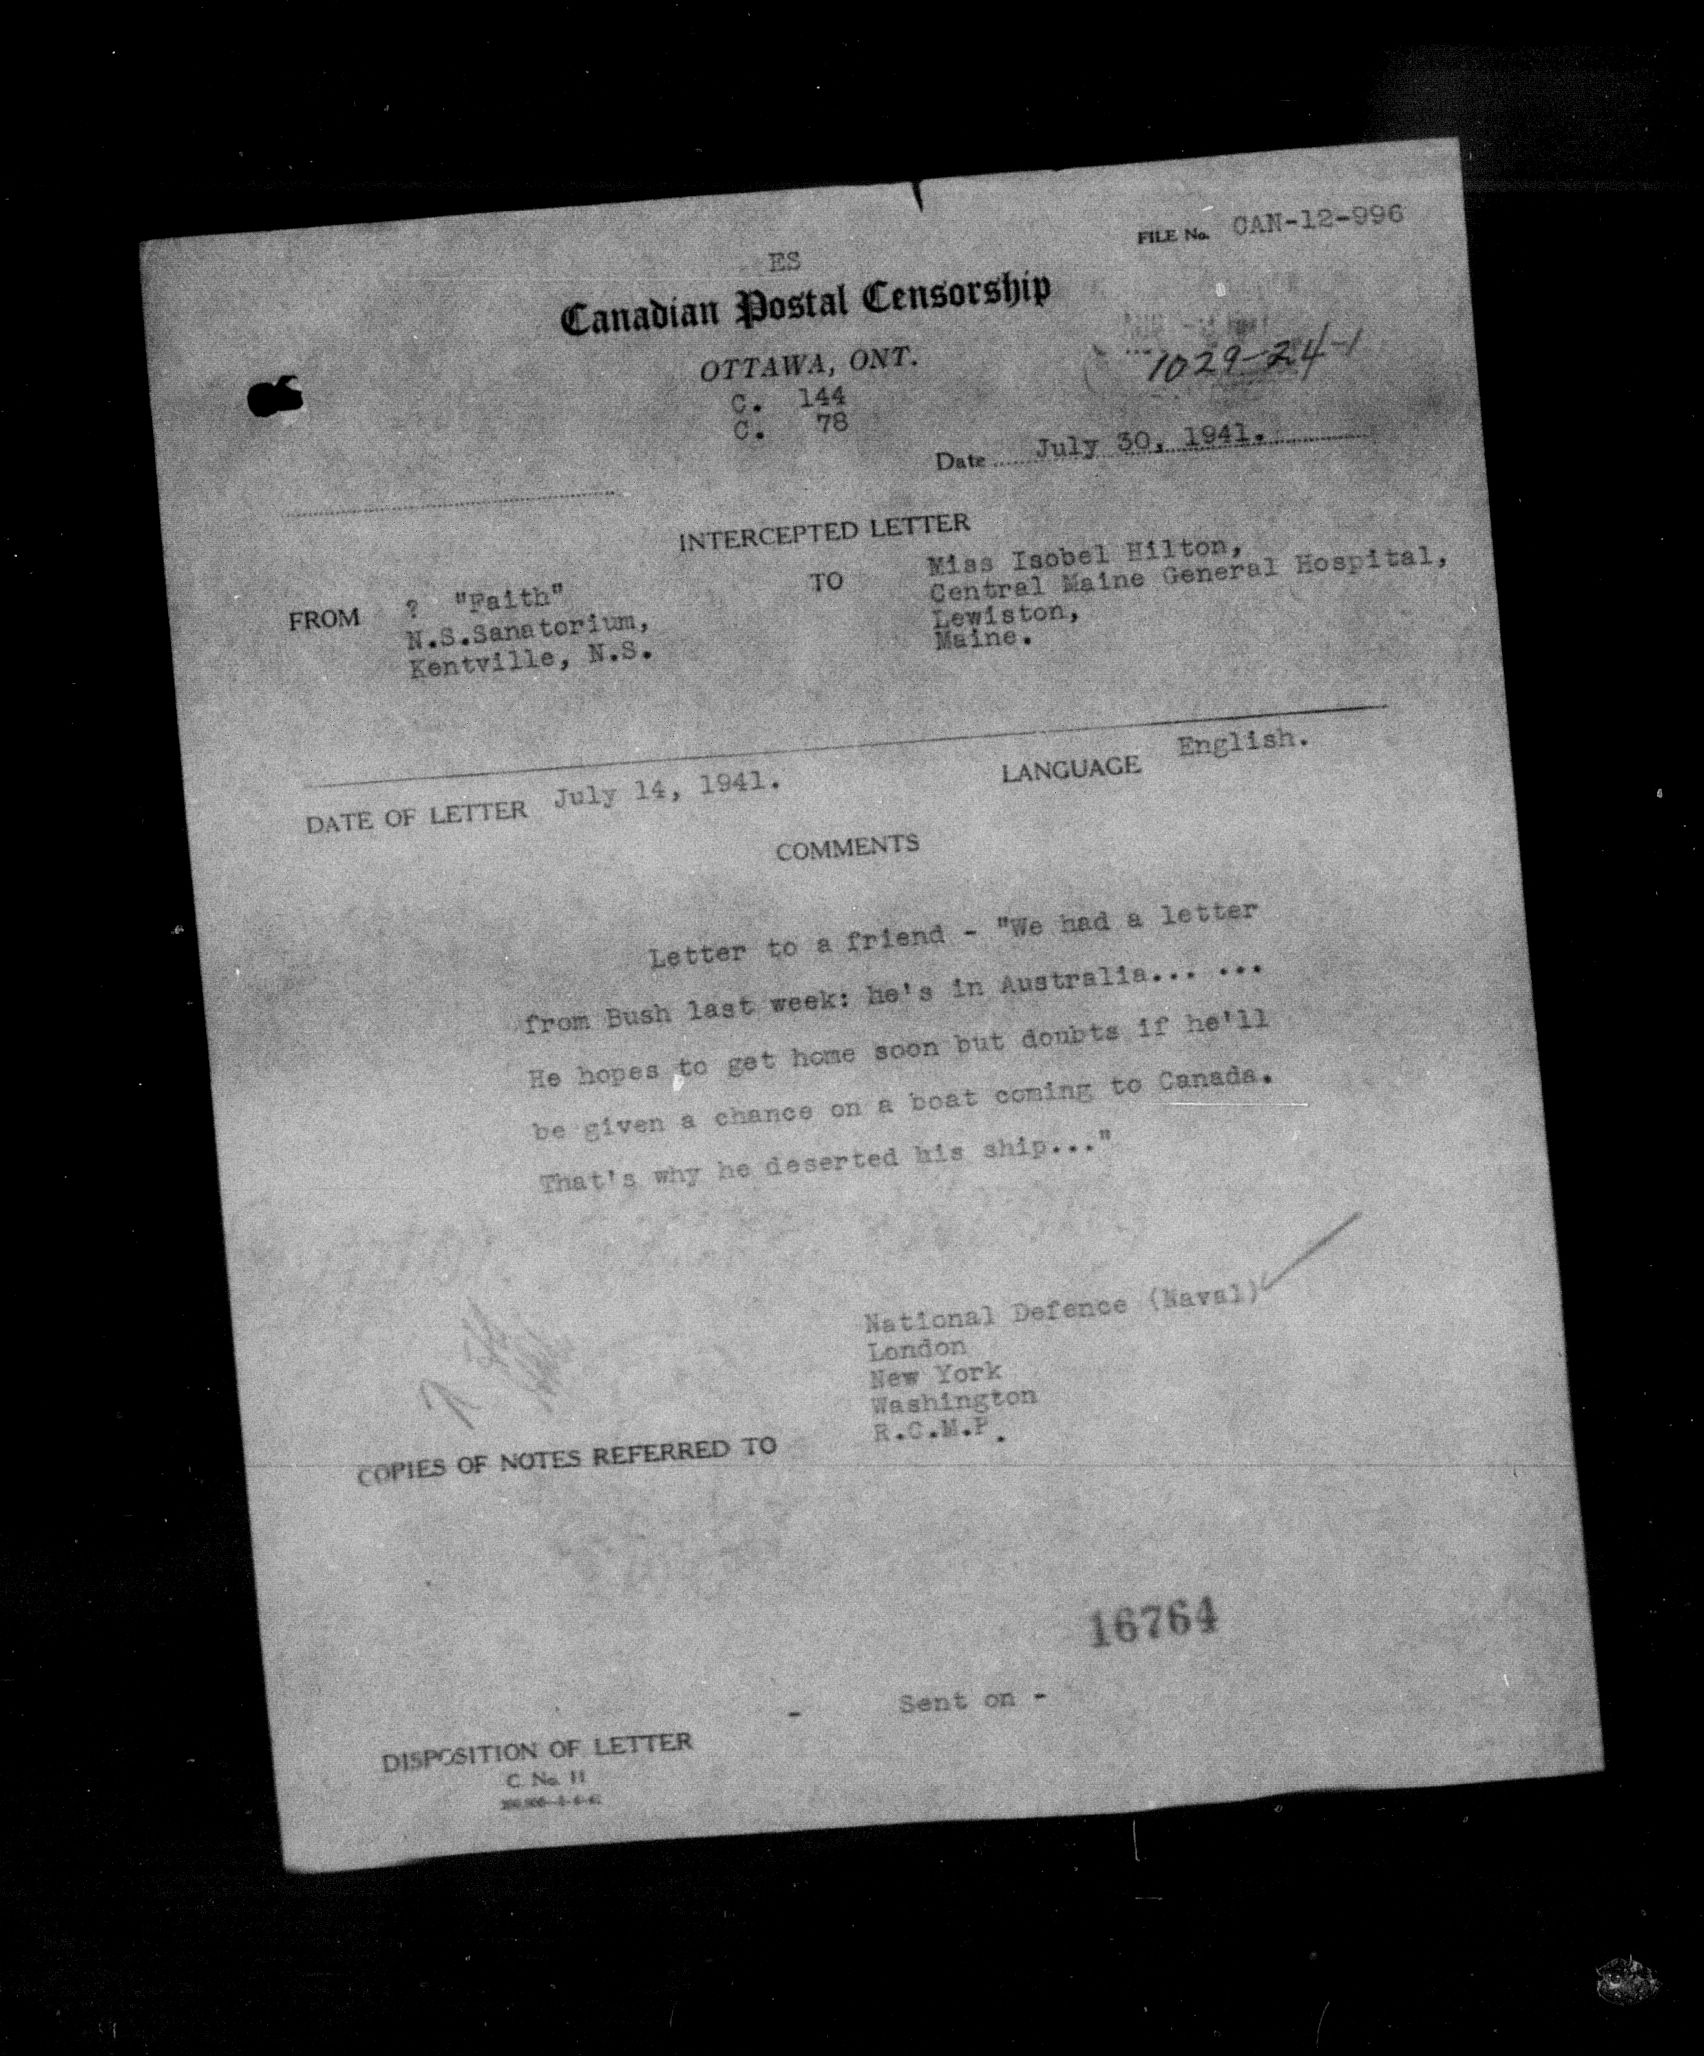 FILE No. CAN-12-996
ES
Canadian Postal Censorship
OTTAWA, ONT.
1029-24-1
C. 144
C. 78
Date July 30, 1941.
INTERCEPTED LETTER
FROM ? "Faith"
N.S.Sanatorium,
Kentville, N.S.
TO Miss Isobel Hilton,
Central Maine General Hospital,
Lewiston,
Maine.
DATE OF LETTER July 14, 1941.
LANGUAGE English.
COMMENTS
Letter to a friend - "We had a letter
from Bush last week: he's in Australia... ...
He hopes to get home soon but doubts if he'll
be given a chance on a boat coming to Canada.
That's why he deserted his ship..."
National Defence (Naval)
London
New York
Washington
R.C.M.P.
COPIES OF NOTES REFERRED TO
16764
- Sent on -
DISPOSITION OF LETTER
C. No. 11